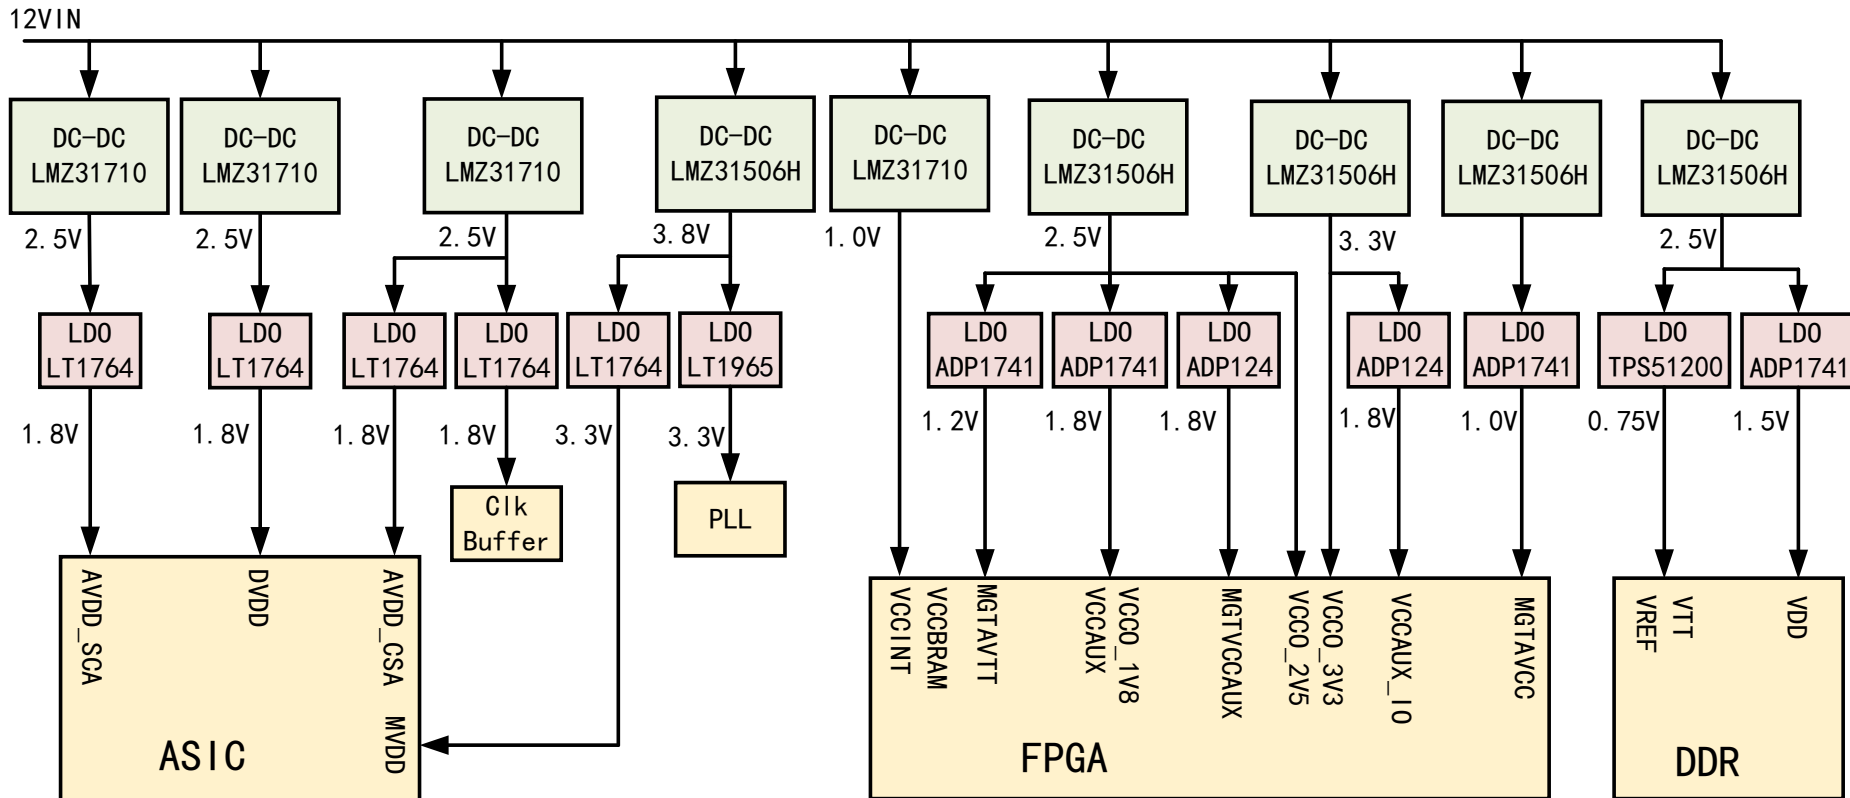 12VIN
DC-DC
LMZ31710
DC-DC
LMZ31710
DC-DC
LMZ31710
DC-DC
LMZ31506H
DC-DC
LMZ31710
DC-DC
LMZ31506H
DC-DC
LMZ31506H
DC-DC
LMZ31506H
DC-DC
LMZ31506H
2.5V
2.5V
2.5V
3.8V
1.0V
2.5V
3.3V
2.5V
LDO
LT1764
LDO
LT1764
LDO
LT1764
LDO
LT1764
LDO
LT1764
LDO
LT1965
LDO
ADP1741
LDO
ADP1741
LDO
ADP124
LDO
ADP124
LDO
ADP1741
LDO
TPS51200
LDO
ADP1741
1.8V
1.8V
1.8V
1.8V
3.3V
3.3V
1.2V
1.8V
1.8V
1.8V
1.0V
0.75V
1.5V
Clk
Buffer
PLL
AVDD_SCA
DVDD
AVDD_CSA
MVDD
ASIC
VCCINT
VCCBRAM
MGTAVTT
VCCAUX
VCCO_1V8
MGTVCCAUX
VCCO_2V5
VCCO_3V3
VCCAUX_IO
MGTAVCC
FPGA
VREF
VTT
VDD
DDR